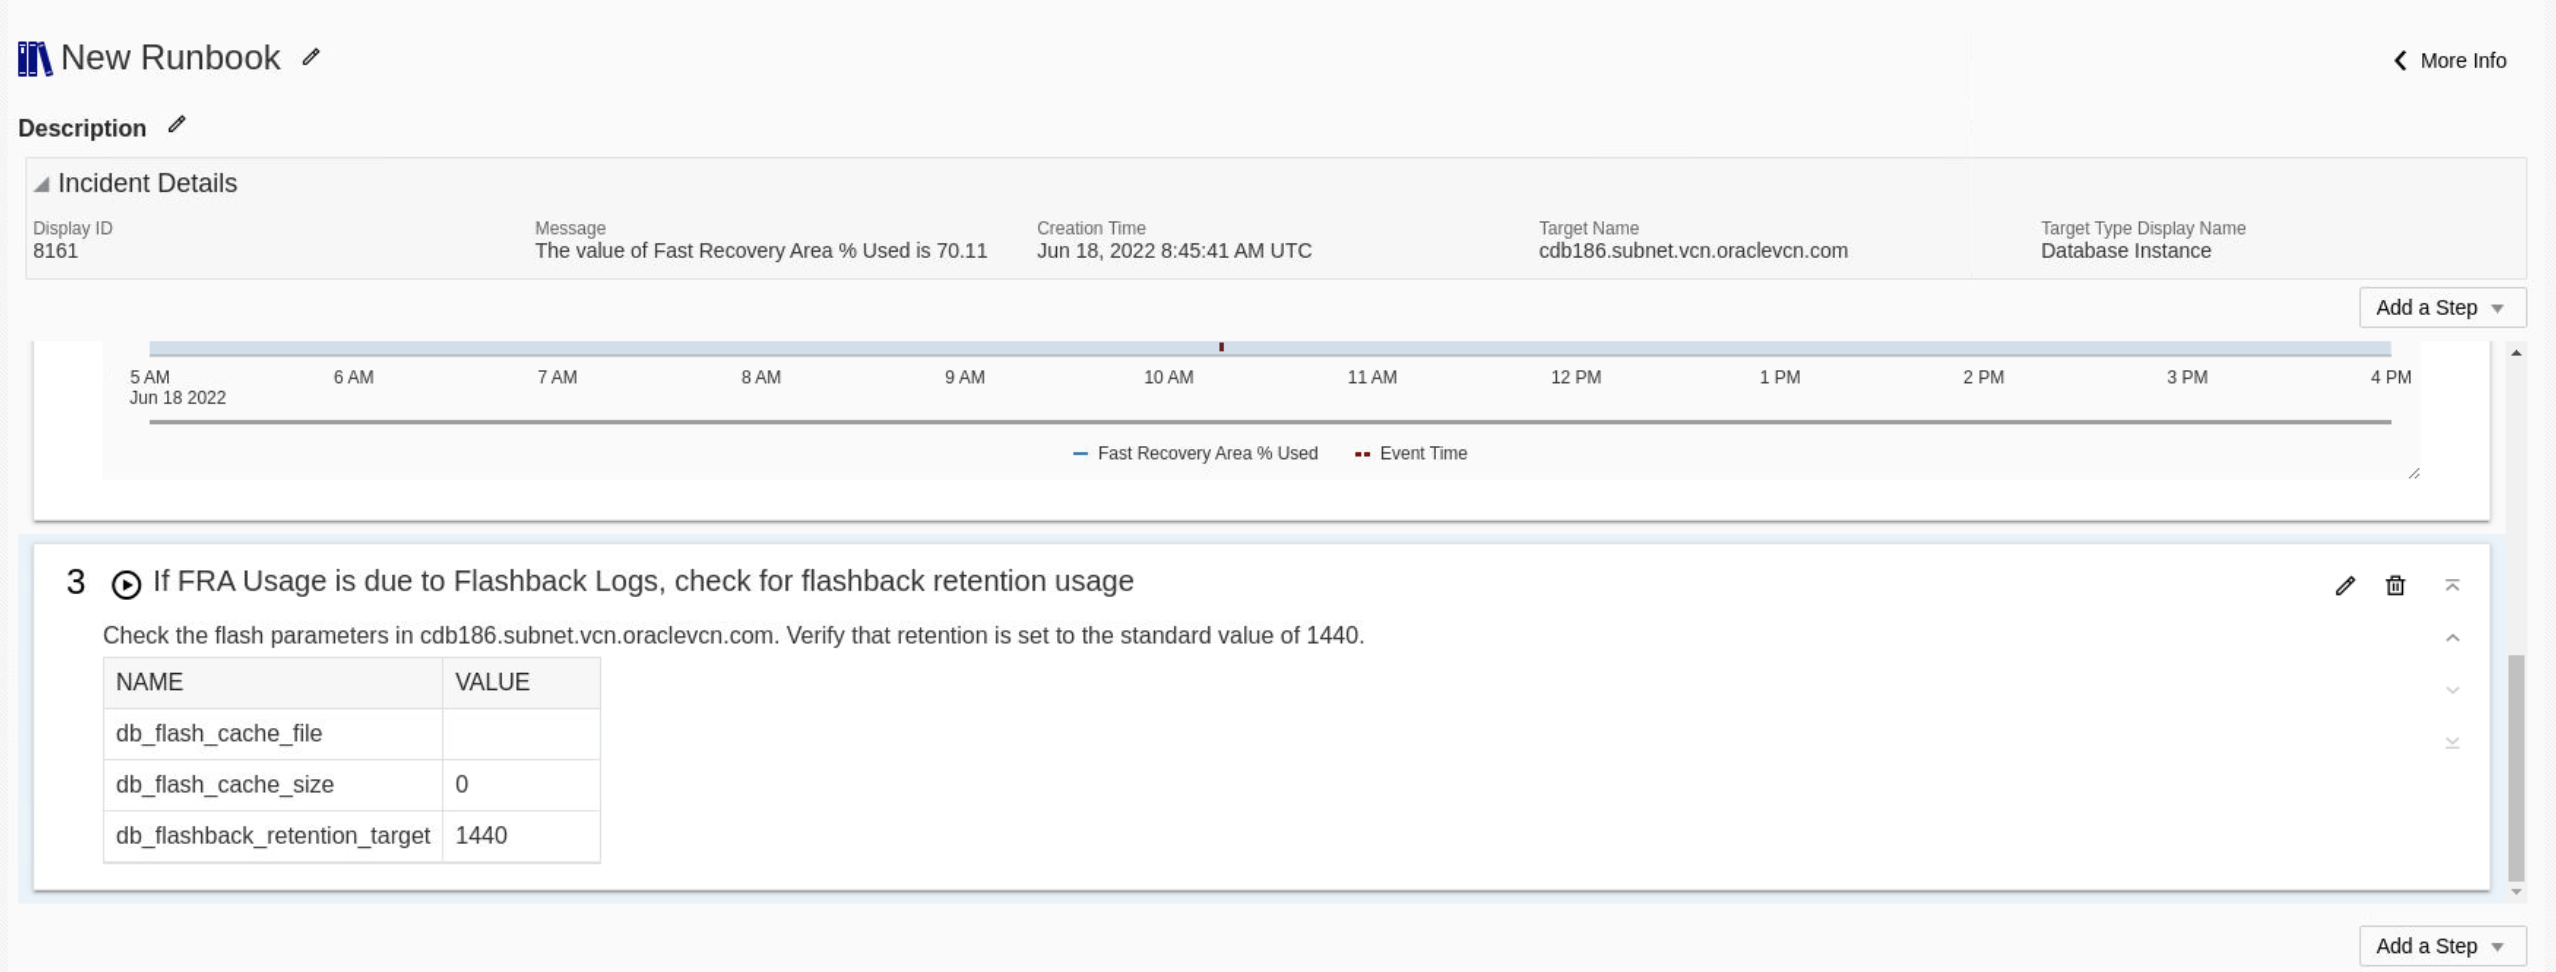 New Runbook
More Info
Description
Incident Details
Display ID Message Creation Time Target Name Target Type Display Name
8161 The value of Fast Recovery Area % Used is 70.11 Jun 18, 2022 8:45:41 AM UTC cdb186.subnet.vcn.oraclevcn.com Database Instance
Add a Step
5 AM 6 AM 7 AM 8 AM 9 AM 10 AM 11 AM 12 PM 1 PM 2 PM 3 PM 4 PM
Jun 18 2022
Fast Recovery Area % Used Event Time
3 If FRA Usage is due to Flashback Logs, check for flashback retention usage
Check the flash parameters in cdb186.subnet.vcn.oraclevcn.com. Verify that retention is set to the standard value of 1440.
NAME VALUE
db_flash_cache_file
db_flash_cache_size 0
db_flashback_retention_target 1440
Add a Step